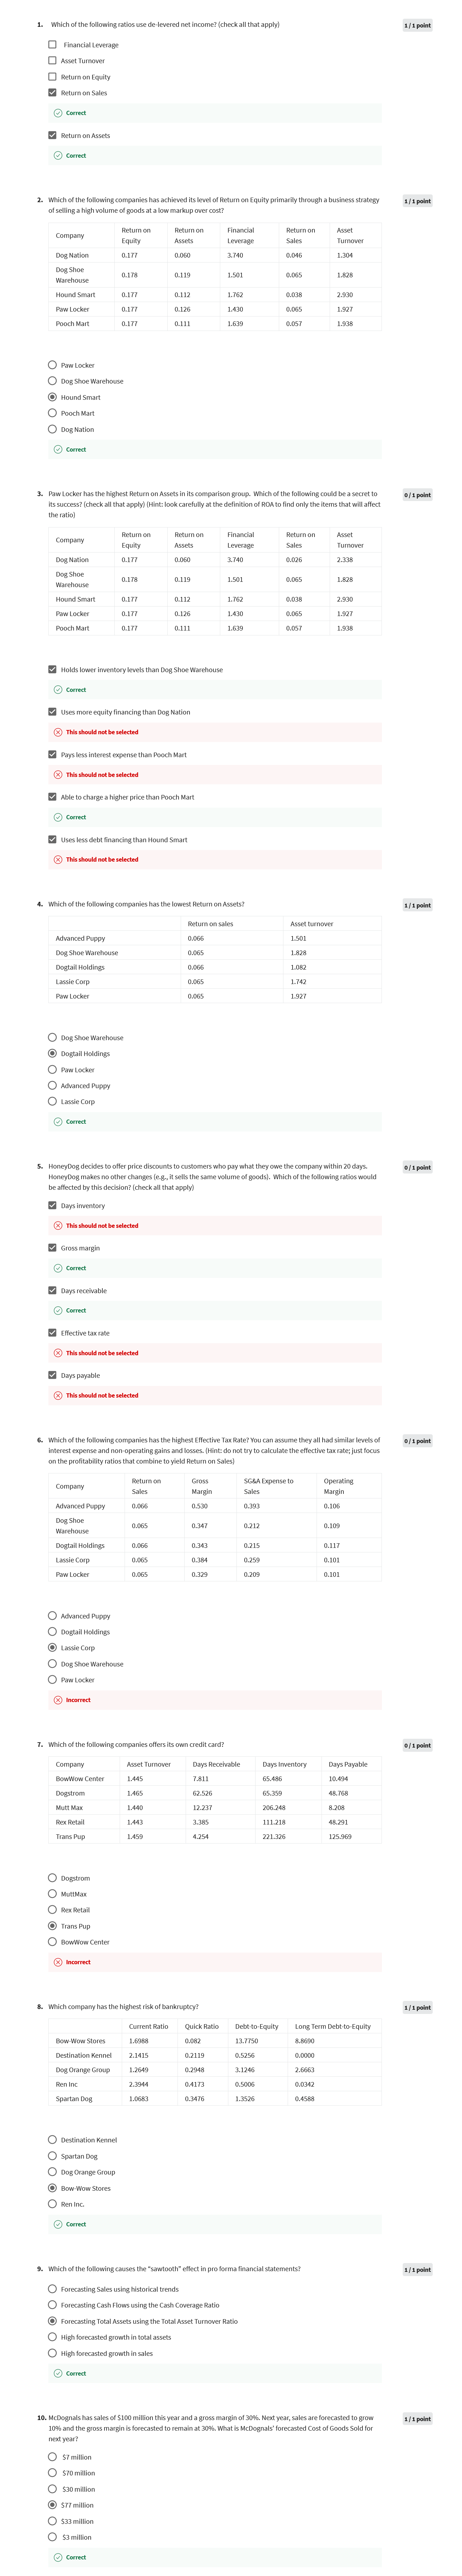 1. Which of the following ratios use de-levered net income? (check all that apply)
1 / 1 point
Financial Leverage
Asset Turnover
Return on Equity
Return on Sales
Correct
Return on Assets
Correct
2. Which of the following companies has achieved its level of Return on Equity primarily through a business strategy
of selling a high volume of goods at a low markup over cost?
1 / 1 point
Company Return on Equity Return on Assets Financial Leverage Return on Sales Asset Turnover
Dog Nation 0.177 0.060 3.740 0.046 1.304
Dog Shoe Warehouse 0.178 0.119 1.501 0.065 1.828
Hound Smart 0.177 0.112 1.762 0.038 2.930
Paw Locker 0.177 0.126 1.430 0.065 1.927
Pooch Mart 0.177 0.111 1.639 0.057 1.938
Paw Locker
Dog Shoe Warehouse
Hound Smart
Pooch Mart
Dog Nation
Correct
3. Paw Locker has the highest Return on Assets in its comparison group. Which of the following could be a secret to
its success? (check all that apply) (Hint: look carefully at the definition of ROA to find only the items that will affect
the ratio)
0 / 1 point
Company Return on Equity Return on Assets Financial Leverage Return on Sales Asset Turnover
Dog Nation 0.177 0.060 3.740 0.026 2.338
Dog Shoe Warehouse 0.178 0.119 1.501 0.065 1.828
Hound Smart 0.177 0.112 1.762 0.038 2.930
Paw Locker 0.177 0.126 1.430 0.065 1.927
Pooch Mart 0.177 0.111 1.639 0.057 1.938
Holds lower inventory levels than Dog Shoe Warehouse
Correct
Uses more equity financing than Dog Nation
This should not be selected
Pays less interest expense than Pooch Mart
This should not be selected
Able to charge a higher price than Pooch Mart
Correct
Uses less debt financing than Hound Smart
This should not be selected
4. Which of the following companies has the lowest Return on Assets?
1 / 1 point
Return on sales Asset turnover
Advanced Puppy 0.066 1.501
Dog Shoe Warehouse 0.065 1.828
Dogtail Holdings 0.066 1.082
Lassie Corp 0.065 1.742
Paw Locker 0.065 1.927
Dog Shoe Warehouse
Dogtail Holdings
Paw Locker
Advanced Puppy
Lassie Corp
Correct
5. HoneyDog decides to offer price discounts to customers who pay what they owe the company within 20 days.
HoneyDog makes no other changes (e.g., it sells the same volume of goods). Which of the following ratios would
be affected by this decision? (check all that apply)
0 / 1 point
Days inventory
This should not be selected
Gross margin
Correct
Days receivable
Correct
Effective tax rate
This should not be selected
Days payable
This should not be selected
6. Which of the following companies has the highest Effective Tax Rate? You can assume they all had similar levels of
interest expense and non-operating gains and losses. (Hint: do not try to calculate the effective tax rate; just focus
on the profitability ratios that combine to yield Return on Sales)
0 / 1 point
Company Return on Sales Gross Margin SG&A Expense to Sales Operating Margin
Advanced Puppy 0.066 0.530 0.393 0.106
Dog Shoe Warehouse 0.065 0.347 0.212 0.109
Dogtail Holdings 0.066 0.343 0.215 0.117
Lassie Corp 0.065 0.384 0.259 0.101
Paw Locker 0.065 0.329 0.209 0.101
Advanced Puppy
Dogtail Holdings
Lassie Corp
Dog Shoe Warehouse
Paw Locker
Incorrect
7. Which of the following companies offers its own credit card?
0 / 1 point
Company Asset Turnover Days Receivable Days Inventory Days Payable
BowWow Center 1.445 7.811 65.486 10.494
Dogstrom 1.465 62.526 65.359 48.768
Mutt Max 1.440 12.237 206.248 8.208
Rex Retail 1.443 3.385 111.218 48.291
Trans Pup 1.459 4.254 221.326 125.969
Dogstrom
MuttMax
Rex Retail
Trans Pup
BowWow Center
Incorrect
8. Which company has the highest risk of bankruptcy?
1 / 1 point
Current Ratio Quick Ratio Debt-to-Equity Long Term Debt-to-Equity
Bow-Wow Stores 1.6988 0.082 13.7750 8.8690
Destination Kennel 2.1415 0.2119 0.5256 0.0000
Dog Orange Group 1.2649 0.2948 3.1246 2.6663
Ren Inc 2.3944 0.4173 0.5006 0.0342
Spartan Dog 1.0683 0.3476 1.3526 0.4588
Destination Kennel
Spartan Dog
Dog Orange Group
Bow-Wow Stores
Ren Inc.
Correct
9. Which of the following causes the "sawtooth" effect in pro forma financial statements?
1 / 1 point
Forecasting Sales using historical trends
Forecasting Cash Flows using the Cash Coverage Ratio
Forecasting Total Assets using the Total Asset Turnover Ratio
High forecasted growth in total assets
High forecasted growth in sales
Correct
10. McDognals has sales of $100 million this year and a gross margin of 30%. Next year, sales are forecasted to grow
10% and the gross margin is forecasted to remain at 30%. What is McDognals' forecasted Cost of Goods Sold for
next year?
1 / 1 point
$7 million
$70 million
$30 million
$77 million
$33 million
$3 million
Correct